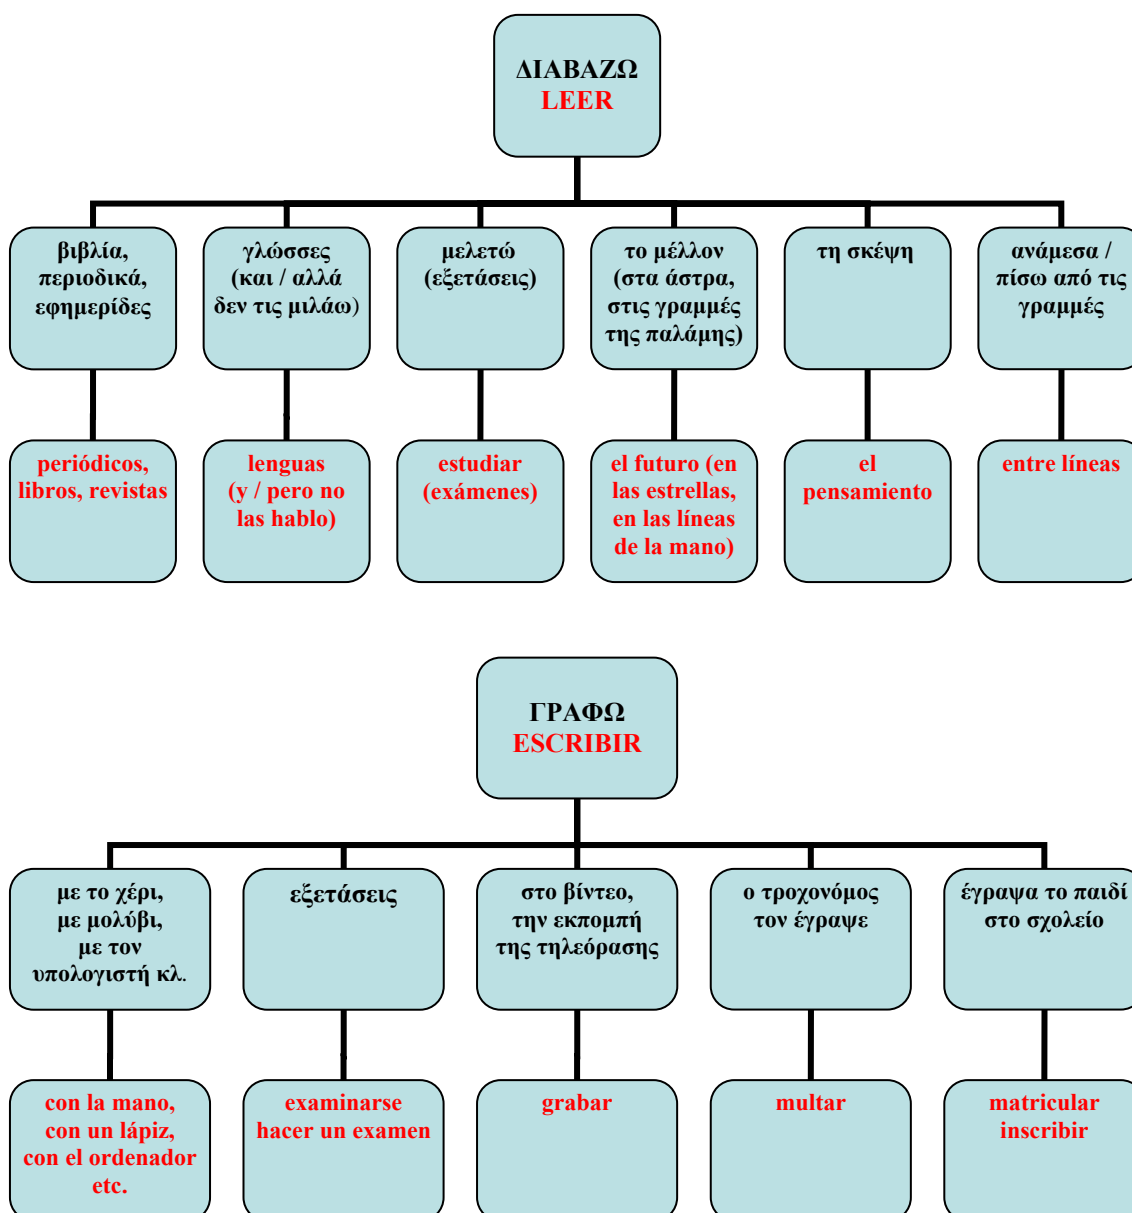 ΔΙΑΒΑΖΩ
LEER
βιβλία,
περιοδικά,
εφημερίδες
γλώσσες
(και / αλλά
δεν τις μιλάω)
μελετώ
(εξετάσεις)
το μέλλον
(στα άστρα,
στις γραμμές
της παλάμης)
τη σκέψη
ανάμεσα /
πίσω από τις
γραμμές
periódicos,
libros, revistas
lenguas
(y / pero no
las hablo)
estudiar
(exámenes)
el futuro (en
las estrellas,
en las líneas
de la mano)
el
pensamiento
entre líneas
ΓΡΑΦΩ
ESCRIBIR
με το χέρι,
με μολύβι,
με τον
υπολογιστή κλ.
εξετάσεις
στο βίντεο,
την εκπομπή
της τηλεόρασης
ο τροχονόμος
τον έγραψε
έγραψα το παιδί
στο σχολείο
con la mano,
con un lápiz,
con el ordenador
etc.
examinarse
hacer un examen
grabar
multar
matricular
inscribir